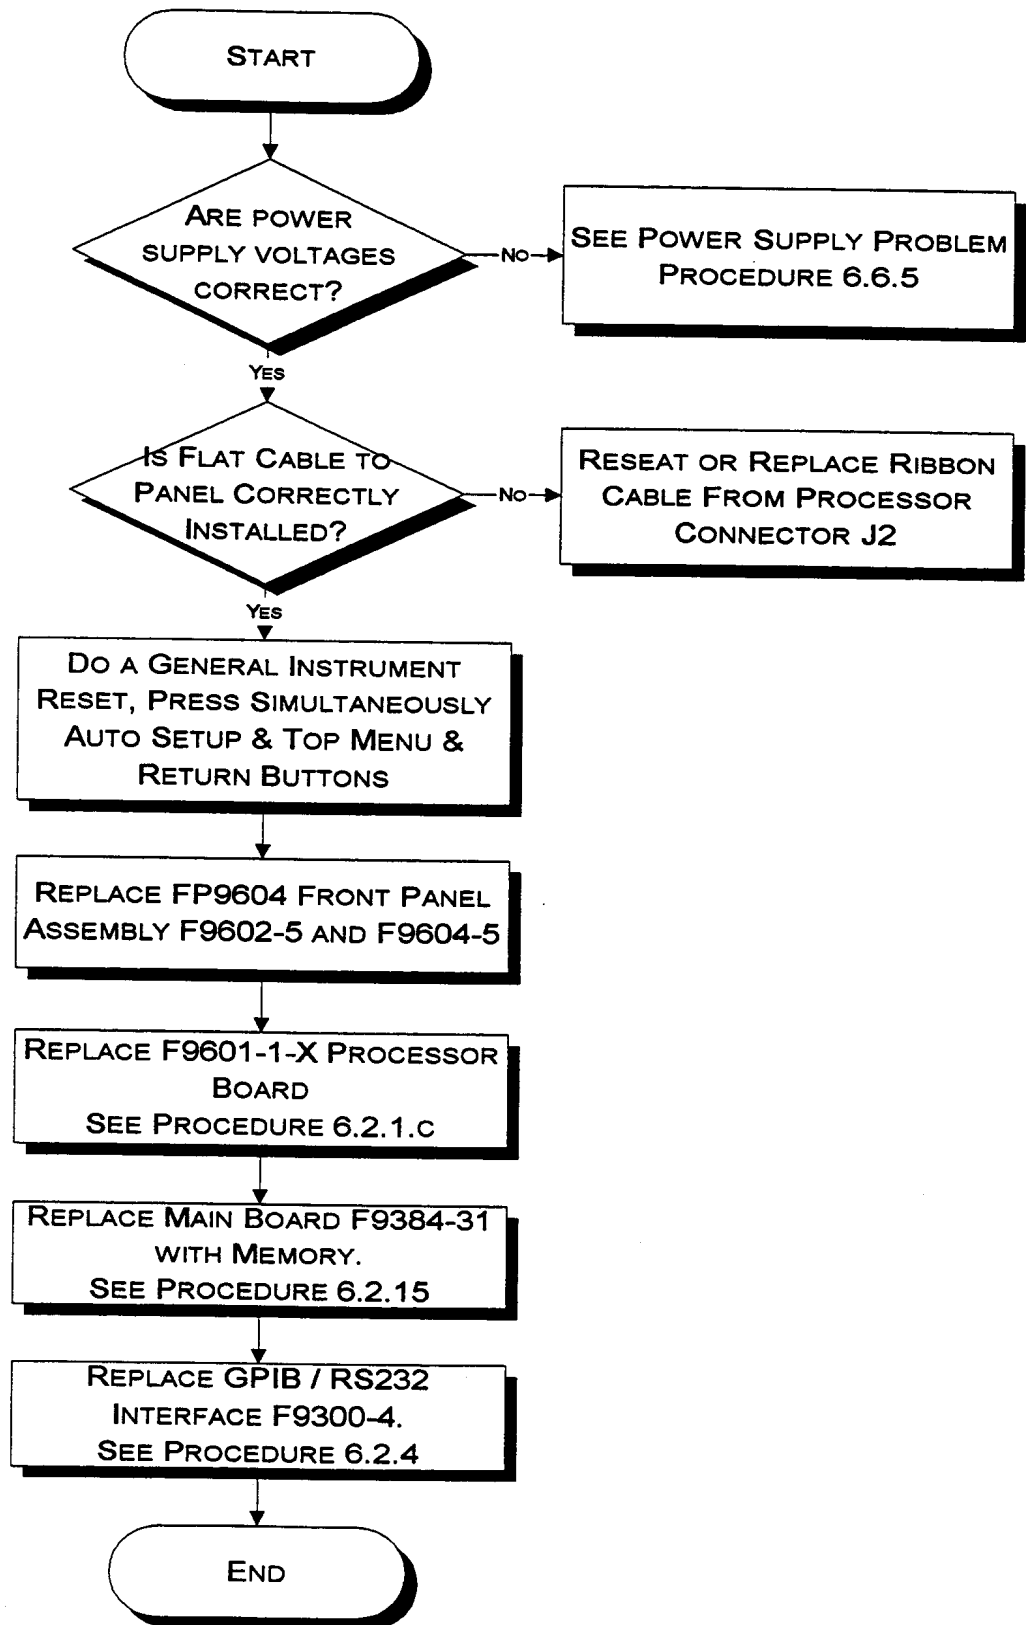 START
ARE POWER
SUPPLY VOLTAGES
CORRECT?
NO
SEE POWER SUPPLY PROBLEM
PROCEDURE 6.6.5
YES
IS FLAT CABLE TO
PANEL CORRECTLY
INSTALLED?
NO
RESEAT OR REPLACE RIBBON
CABLE FROM PROCESSOR
CONNECTOR J2
YES
DO A GENERAL INSTRUMENT
RESET, PRESS SIMULTANEOUSLY
AUTO SETUP & TOP MENU &
RETURN BUTTONS
REPLACE FP9604 FRONT PANEL
ASSEMBLY F9602-5 AND F9604-5
REPLACE F9601-1-X PROCESSOR
BOARD
SEE PROCEDURE 6.2.1.C
REPLACE MAIN BOARD F9384-31
WITH MEMORY.
SEE PROCEDURE 6.2.15
REPLACE GPIB / RS232
INTERFACE F9300-4.
SEE PROCEDURE 6.2.4
END